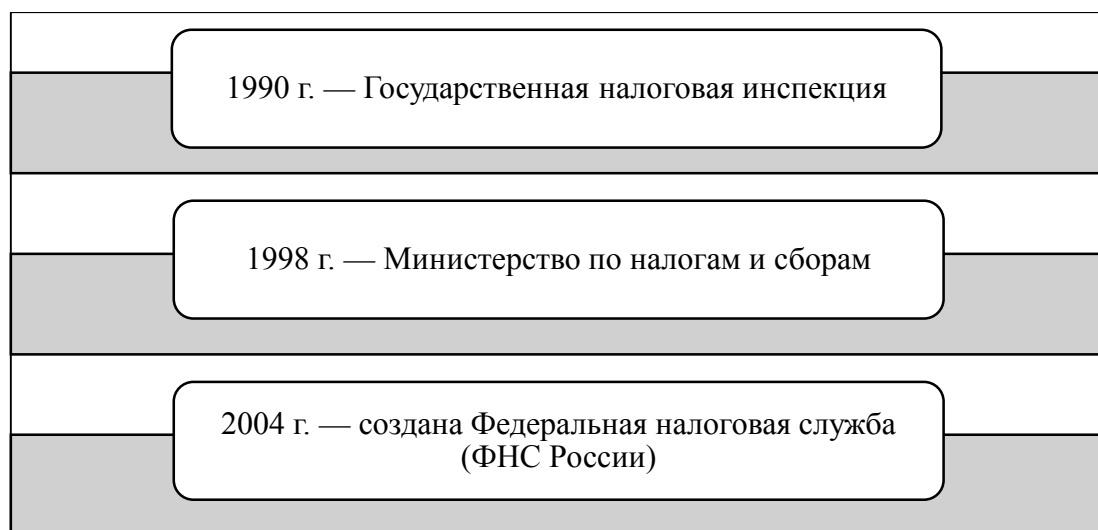 1990 г. — Государственная налоговая инспекция
1998 г. — Министерство по налогам и сборам
2004 г. — создана Федеральная налоговая служба
(ФНС России)